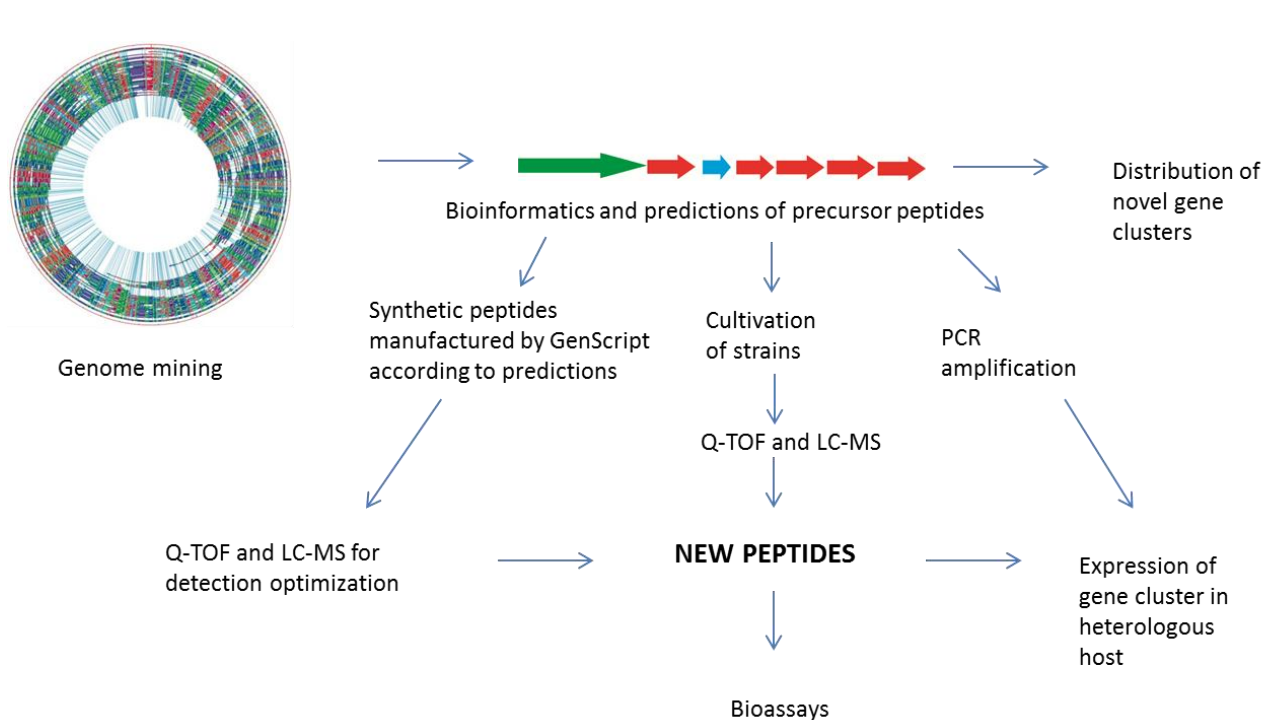 Genome mining
Bioinformatics and predictions of precursor peptides
Distribution of
novel gene
clusters
Synthetic peptides
manufactured by GenScript
according to predictions
Cultivation
of strains
PCR
amplification
Q-TOF and LC-MS
Q-TOF and LC-MS for
detection optimization
NEW PEPTIDES
Expression of
gene cluster in
heterologous
host
Bioassays